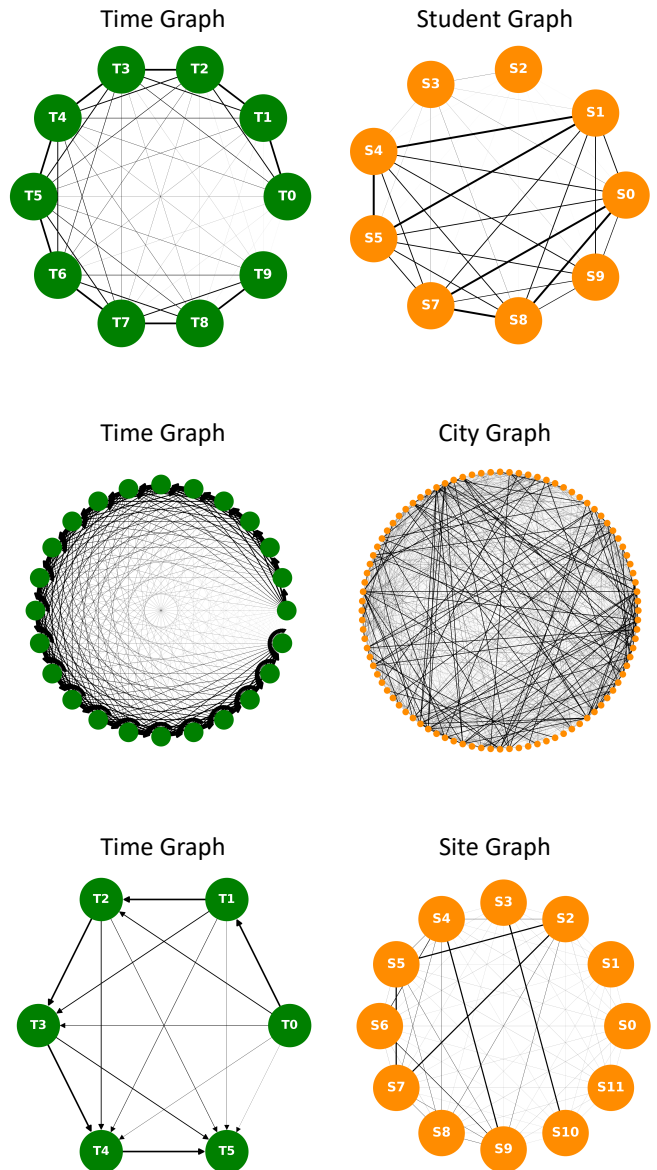 Time Graph
Student Graph
T3 T2
T4 T1
T5 T0
T6 T9
T7 T8
S2
S3
S1
S4
S0
S5
S9
S7
S8
Time Graph
City Graph
Time Graph
Site Graph
T2 T1
T3 T0
T4 T5
S3
S4 S2
S5 S1
S6 S0
S7 S11
S8 S10
S9